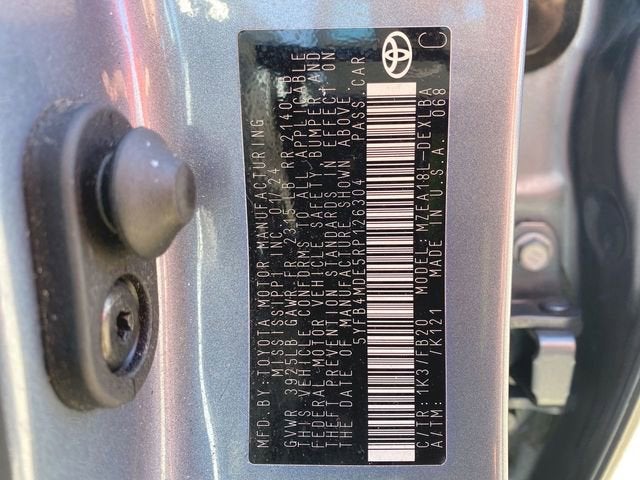 MFD BY: TOYOTA MOTOR MANUFACTURING
MISSISSIPPI INC. 01/24
GVWR 3925LB GAWR FR 2315LB RR 2140LB
THIS VEHICLE CONFORMS TO ALL APPLICABLE
FEDERAL MOTOR VEHICLE SAFETY BUMPER AND
THEFT PREVENTION STANDARDS IN EFFECT ON
THE DATE OF MANUFACTURE SHOWN ABOVE.
5YFB4MDE5RP126304 PASS.CAR
C/TR: 1K3/FB20 MODEL: MZEA18L-DEXLBA
A/TM: /K121 MADE IN U.S.A. 068
C